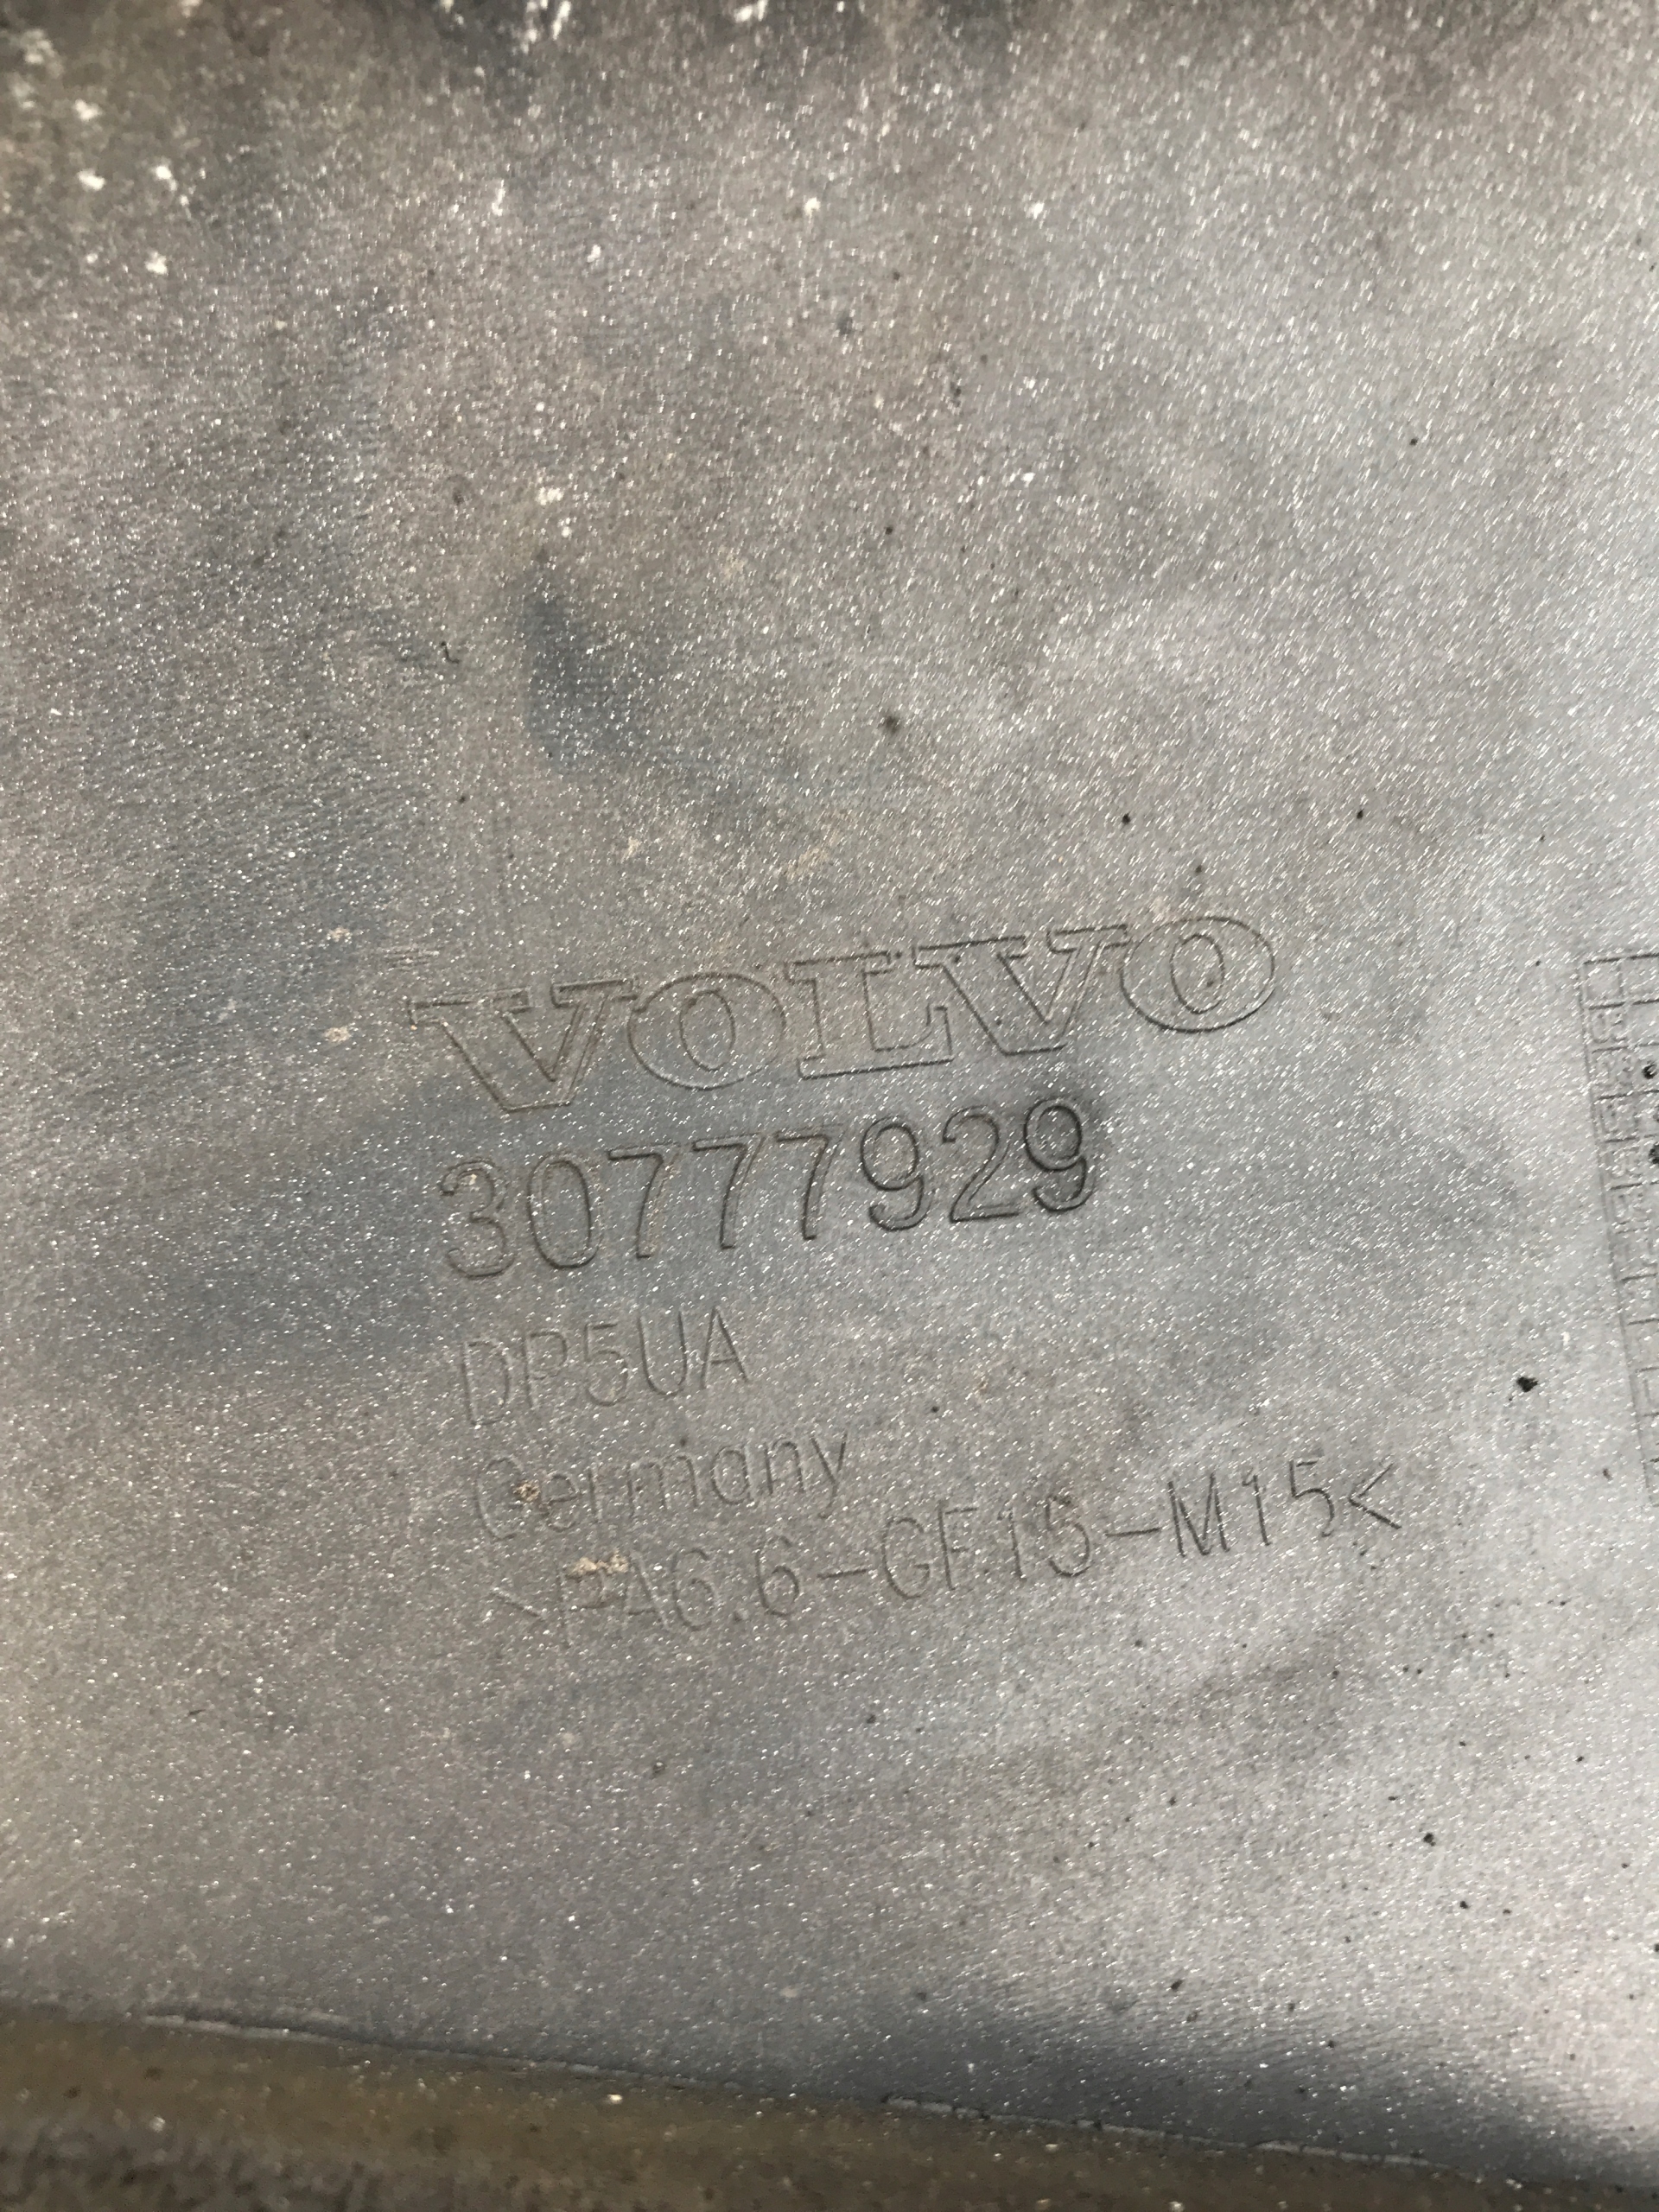 VOLVO
30777929
DP5UA
Germany
>PA6.6-GF15-M15<